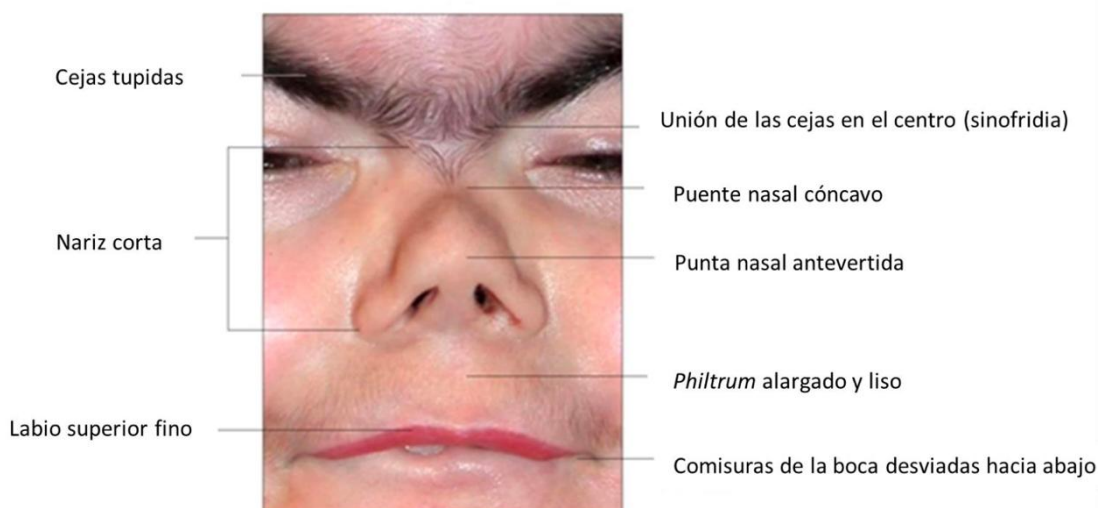 Cejas tupidas
Unión de las cejas en el centro (sinofridia)
Puente nasal cóncavo
Nariz corta
Punta nasal antevertida
Philtrum alargado y liso
Labio superior fino
Comisuras de la boca desviadas hacia abajo